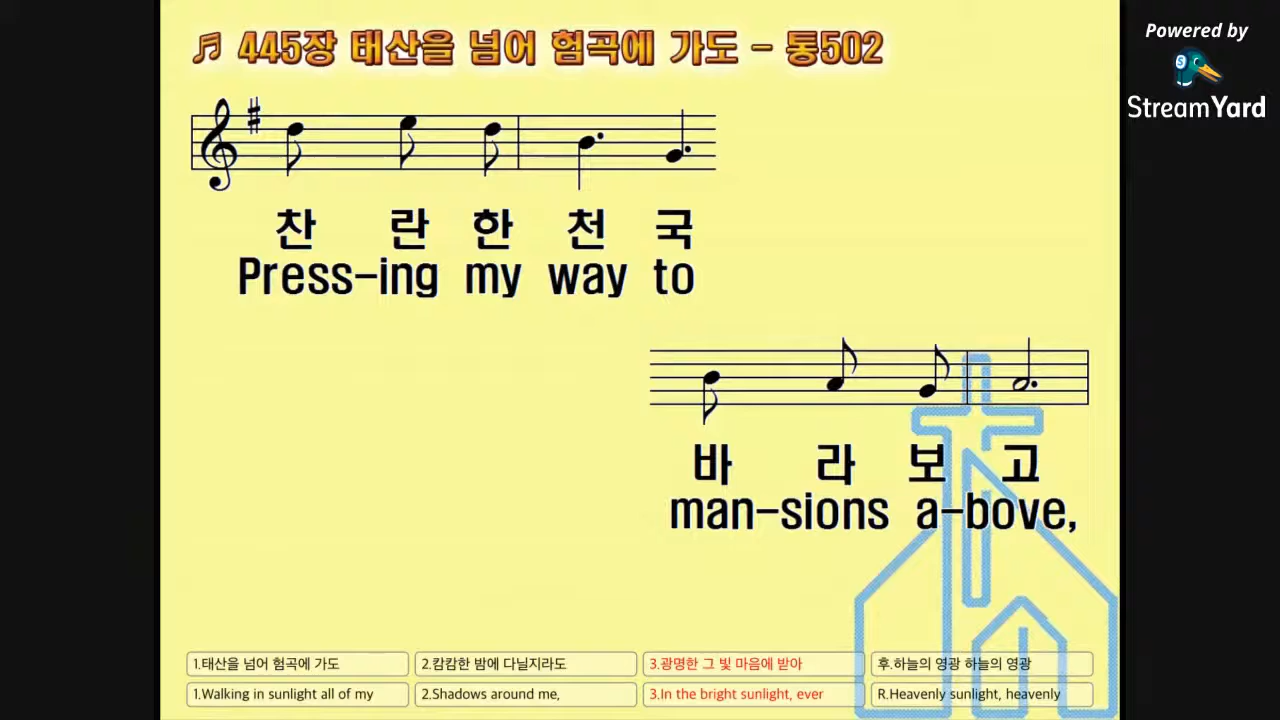 ♬ 445장 태산을 넘어 험곡에 가도 - 통502
Powered by
StreamYard
찬 란 한 천 국
Press-ing my way to
바 라 보 고
man-sions a-bove,
1.태산을 넘어 험곡에 가도
2.캄캄한 밤에 다닐지라도
3.광명한 그 빛 마음에 받아
후.하늘의 영광 하늘의 영광
1.Walking in sunlight all of my
2.Shadows around me,
3.In the bright sunlight, ever
R.Heavenly sunlight, heavenly